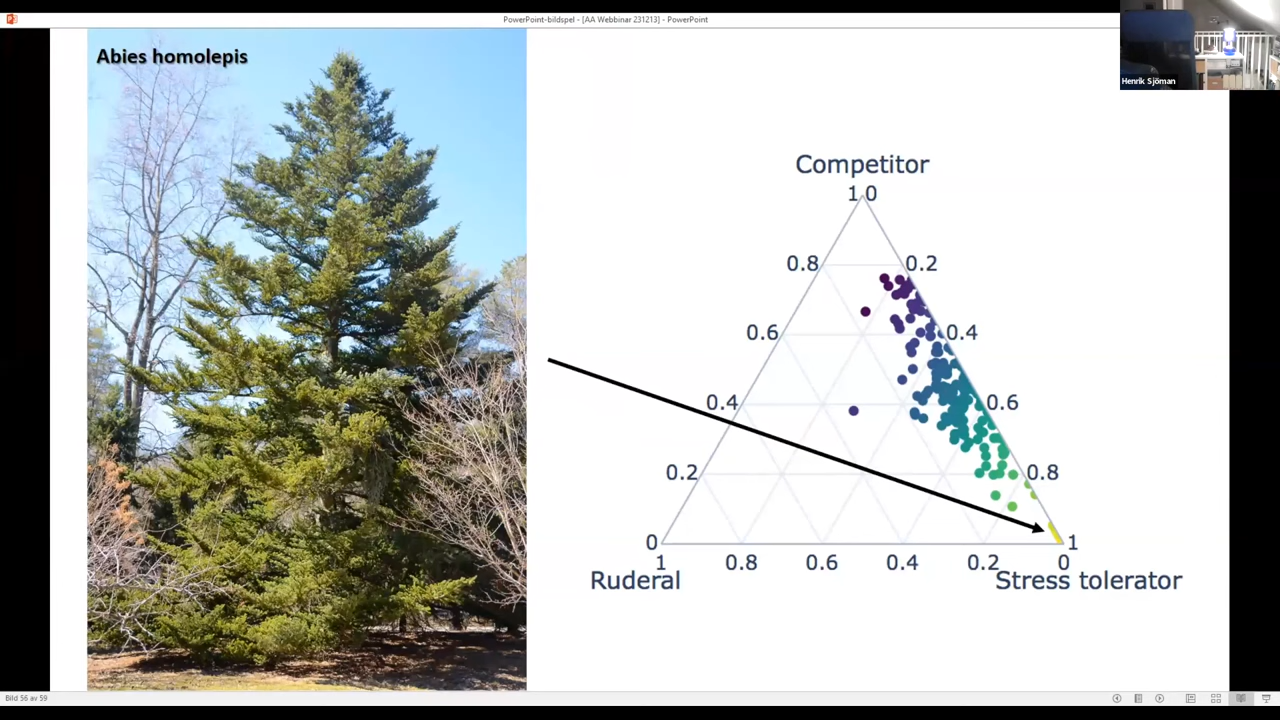 PowerPoint-bildspel - [AA Webbinar 231213] - PowerPoint
Henrik Sjöman
Abies homolepis
Competitor
1.0
0.8
0.2
0.6
0.4
0.4
0.6
0.2
0.8
0
1
1
0.8
0.6
0.4
0.2
0
Ruderal
Stress tolerator
Bild 56 av 59